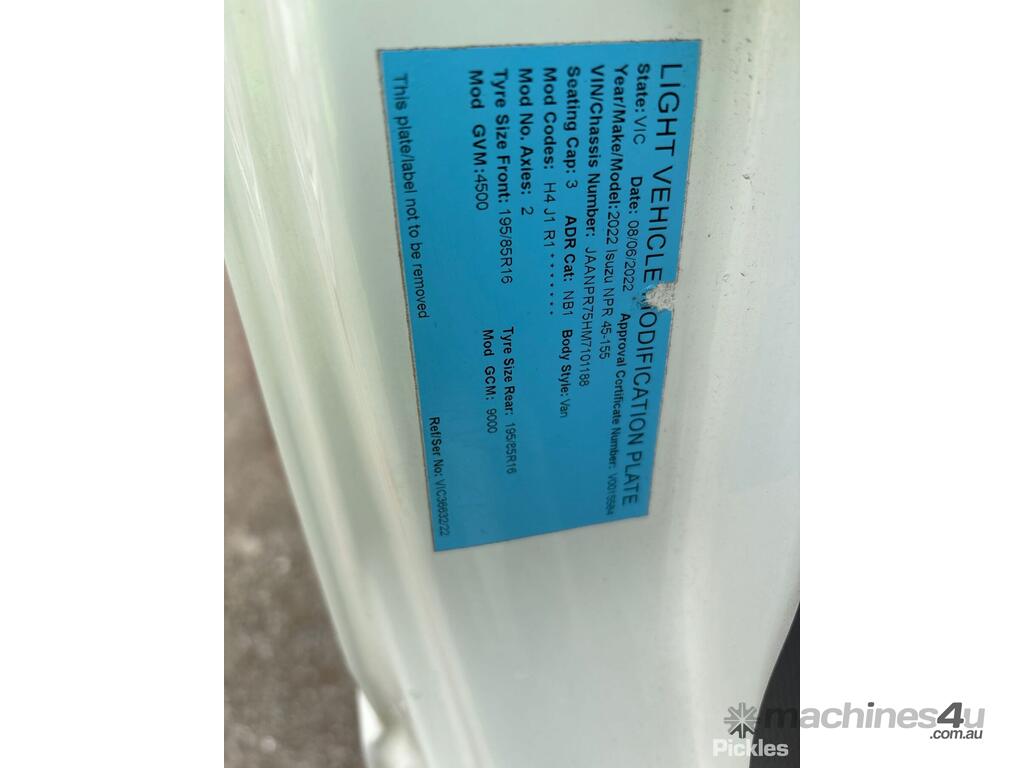 LIGHT VEHICLE MODIFICATION PLATE
State: VIC Date: 08/06/2022 Approval Certificate Number:
Year/Make/Model: 2022 Isuzu NPR 45-155
VIN/Chassis Number: JAANPR75HM7101188
Seating Cap: 3 ADR Cat: NB1 Body Style: Van
Mod Codes: H4 J1 R1 · · · · · · ·
Mod No. Axles: 2
Tyre Size Front: 195/85R16 Tyre Size Rear: 195/85R16
Mod GVM: 4500 Mod GCM: 9000
This plate/label not to be removed Ref/Ser No: VIC36632/22
machines4u
.com.au
Pickles